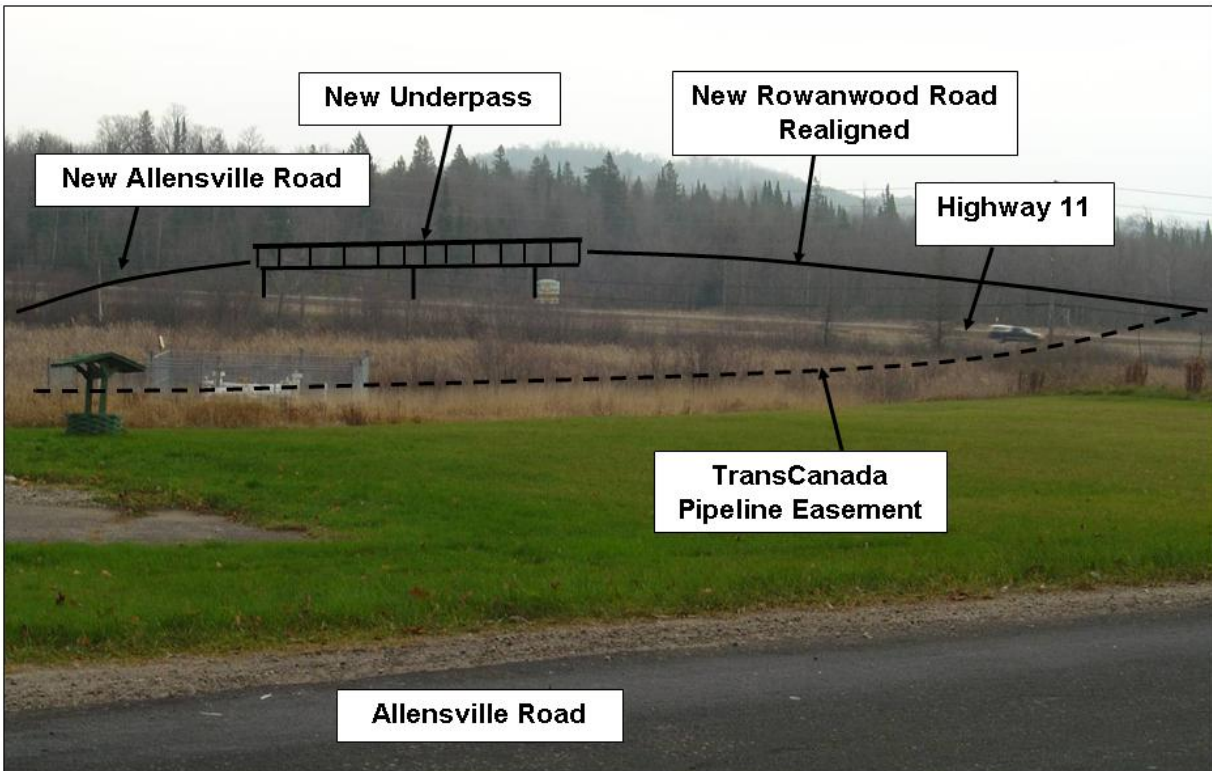 New Underpass
New Rowanwood Road
Realigned
New Allensville Road
Highway 11
TransCanada
Pipeline Easement
Allensville Road